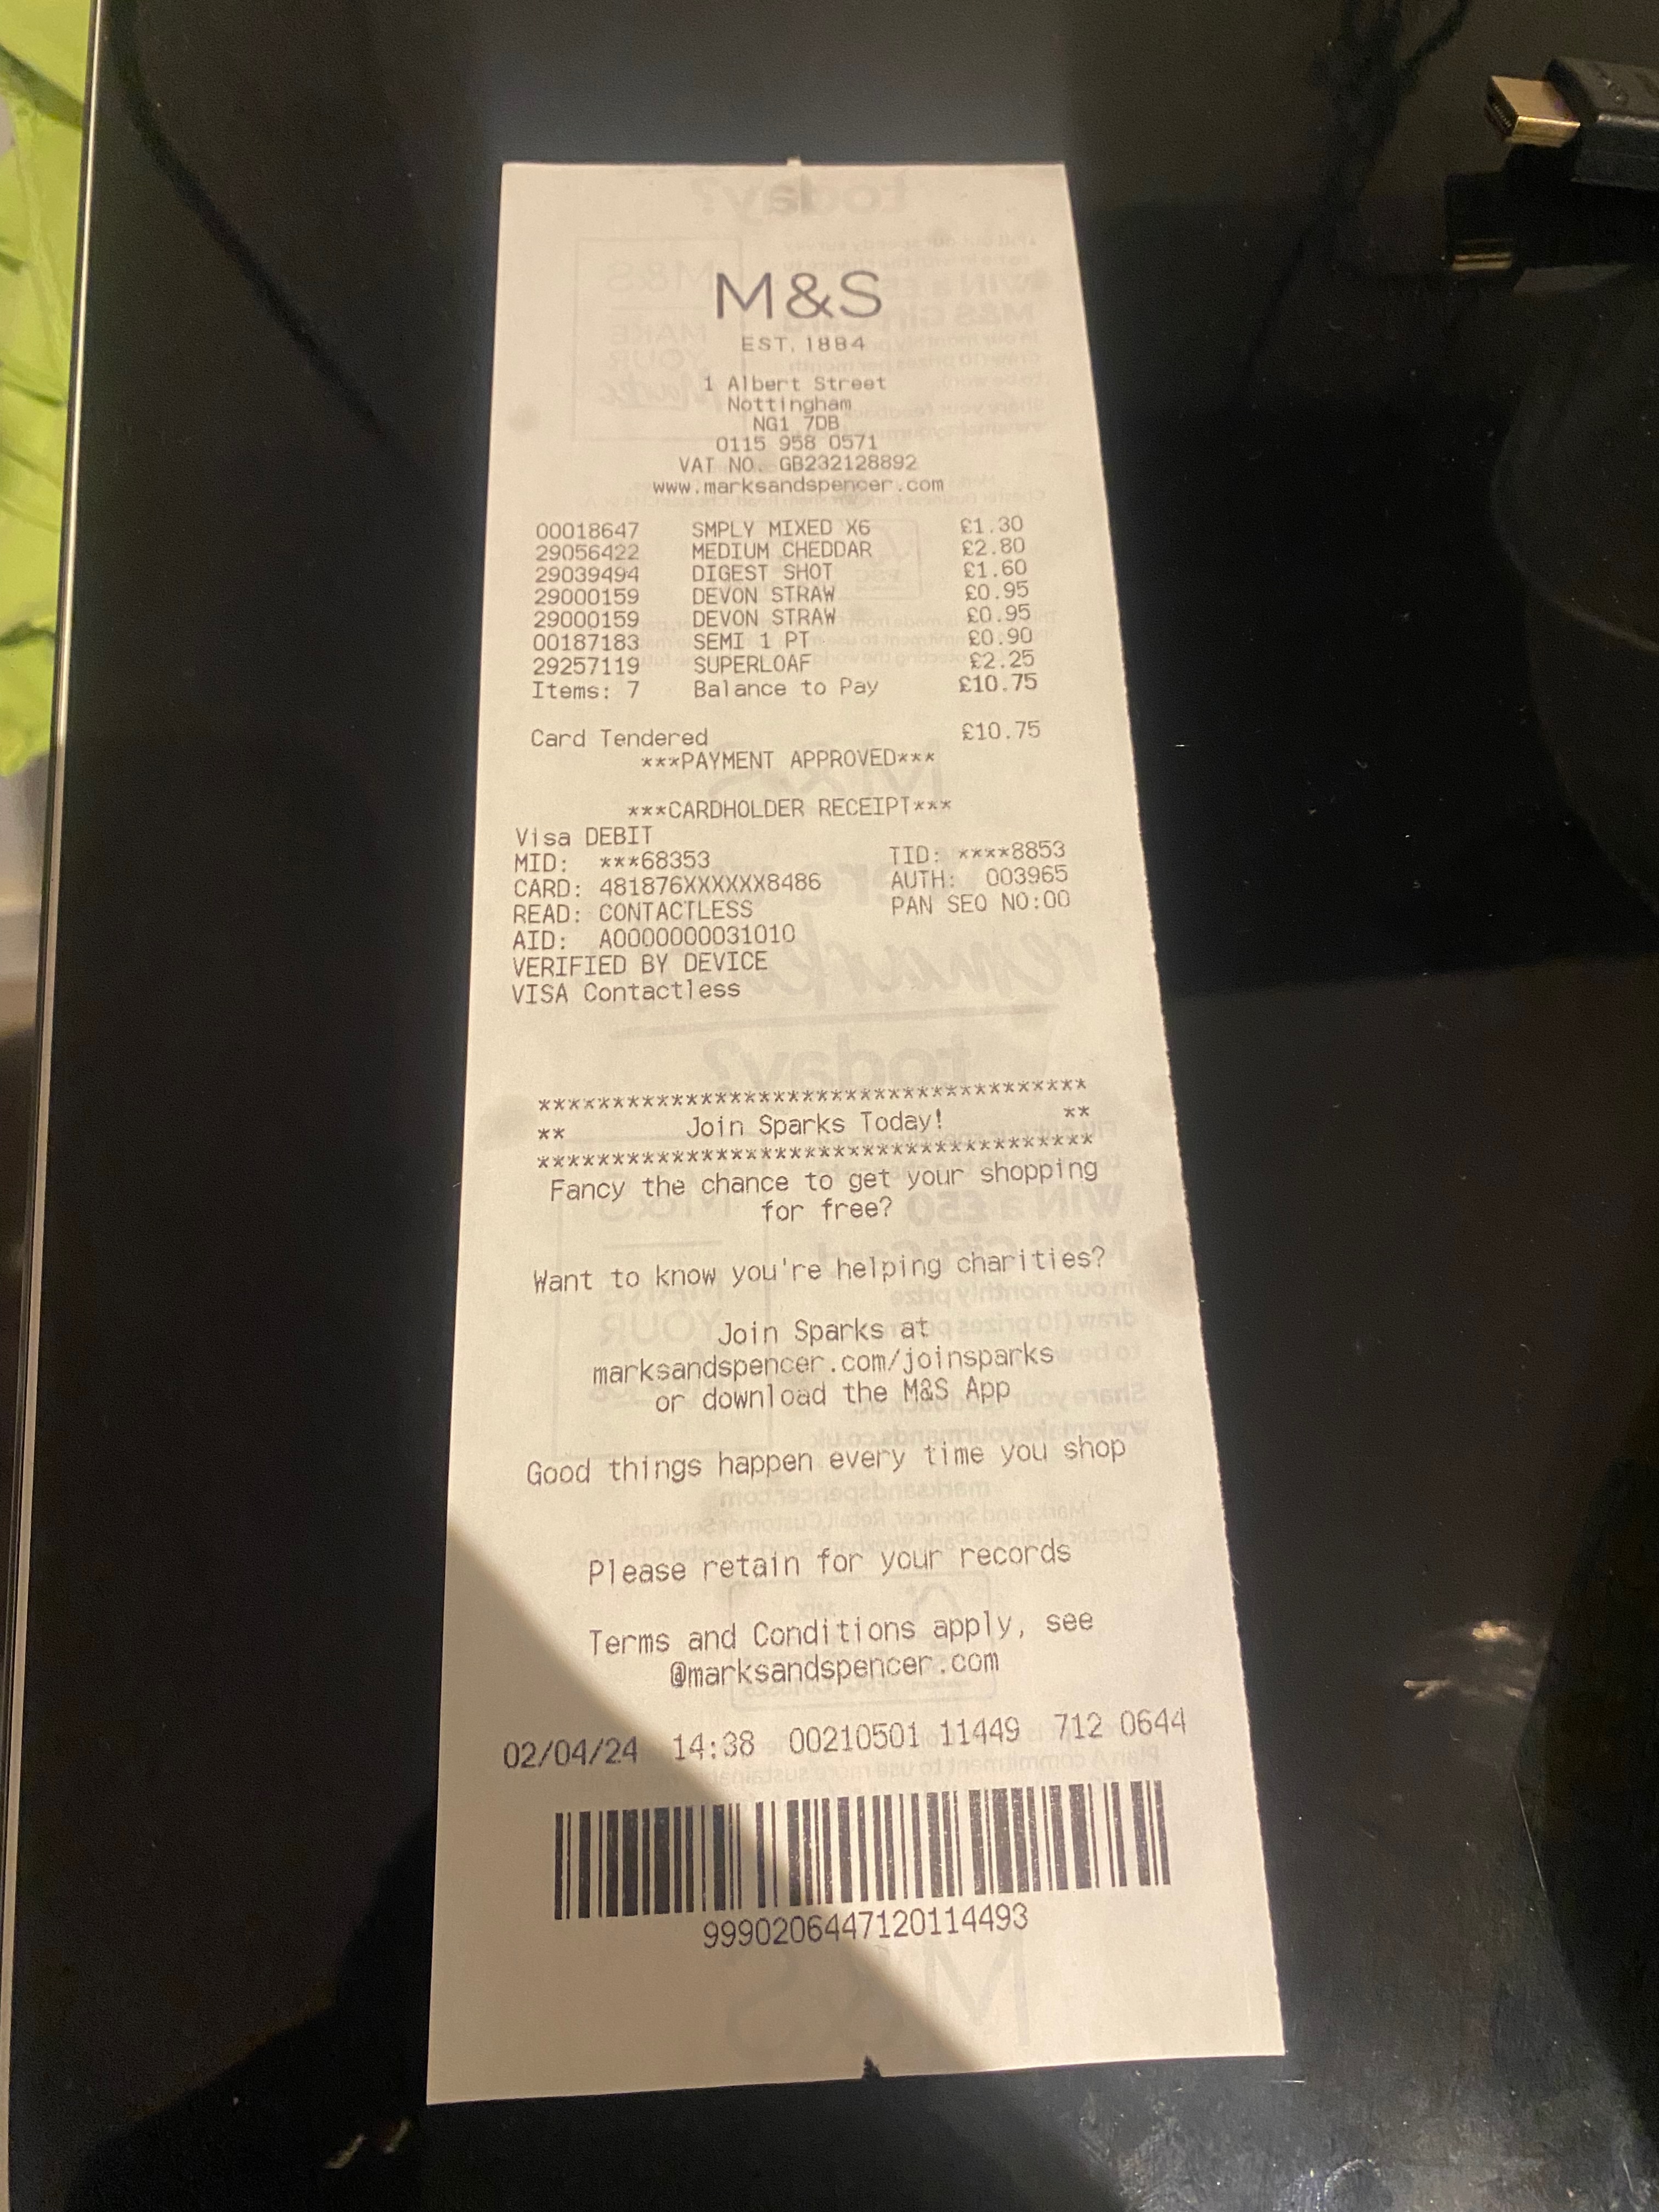 M&S
EST. 1884
1 Albert Street
Nottingham
NG1 7DB
0115 958 0571
VAT NO. GB232128892
www.marksandspencer.com
00018647 SMPLY MIXED X6 £1.30
29056422 MEDIUM CHEDDAR £2.80
29039494 DIGEST SHOT £1.60
29000159 DEVON STRAW £0.95
29000159 DEVON STRAW £0.95
00187183 SEMI 1 PT £0.90
29257119 SUPERLOAF £2.25
Items: 7 Balance to Pay £10.75
Card Tendered £10.75
***PAYMENT APPROVED***
***CARDHOLDER RECEIPT***
Visa DEBIT
MID: ***68353 TID: ****8853
CARD: 481876XXXXXX8486 AUTH: 003965
READ: CONTACTLESS PAN SEQ NO:00
AID: A0000000031010
VERIFIED BY DEVICE
VISA Contactless
*************************************
** Join Sparks Today! **
*************************************
Fancy the chance to get your shopping
for free?
Want to know you're helping charities?
Join Sparks at
marksandspencer.com/joinsparks
or download the M&S App
Good things happen every time you shop
Please retain for your records
Terms and Conditions apply, see
@marksandspencer.com
02/04/24 14:38 00210501 11449 712 0644
9990206447120114493